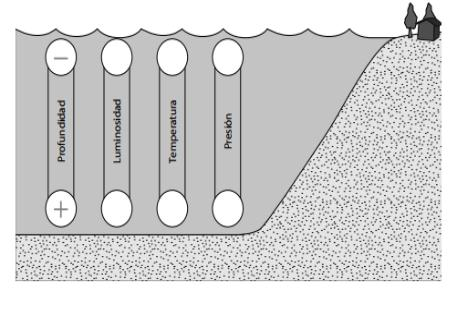 −
Profundidad
Luminosidad
Temperatura
Presión
+